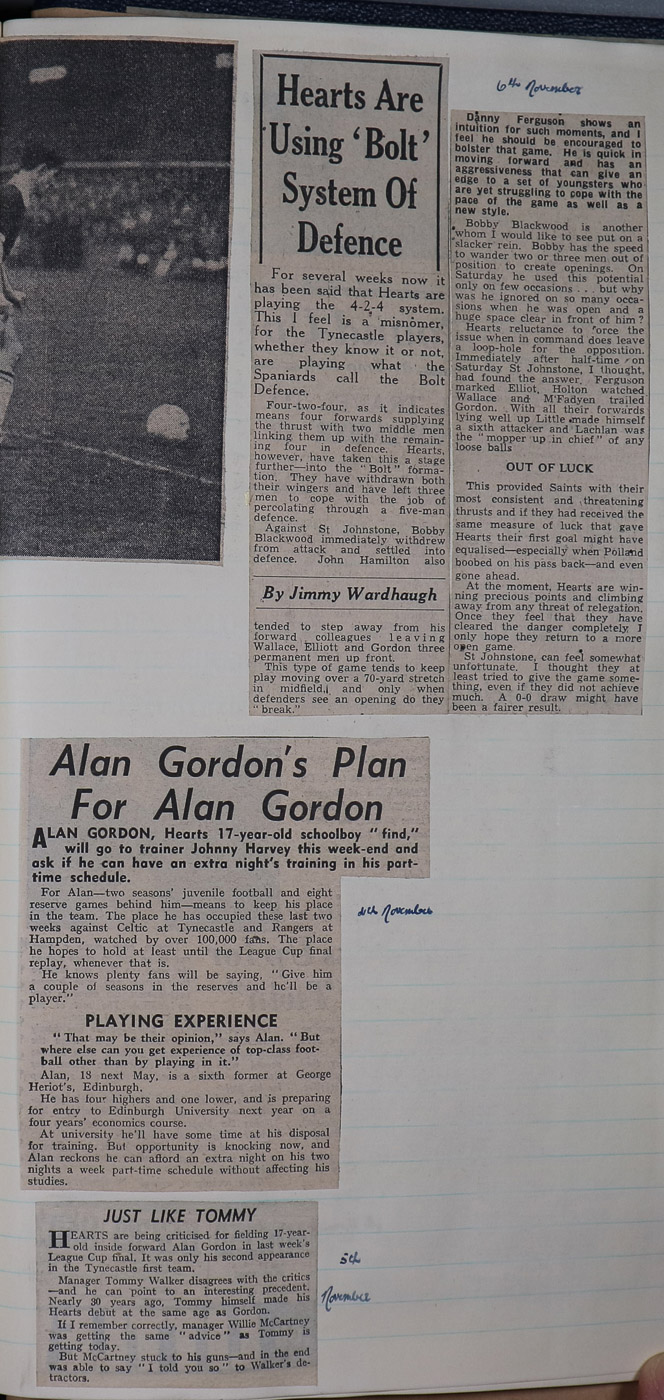 Hearts Are
Using ‘Bolt’
System Of
Defence
For several weeks now it
has been said that Hearts are
playing the 4-2-4 system.
This I feel is a misnomer,
for the Tynecastle players,
whether they know it or not,
are playing what the
Spaniards call the Bolt
Defence.
Four-two-four, as it indicates
means four forwards supplying
the thrust with two middle men
linking them up with the remain-
ing four in defence. Hearts,
however, have taken this a stage
further—into the "Bolt" forma-
tion. They have withdrawn both
their wingers and have left three
men to cope with the job of
percolating through a five-man
defence.
Against St Johnstone, Bobby
Blackwood immediately withdrew
from attack and settled into
defence. John Hamilton also
By Jimmy Wardhaugh
tended to step away from his
forward colleagues leaving
Wallace, Elliott and Gordon three
permanent men up front.
This type of game tends to keep
play moving over a 70-yard stretch
in midfield, and only when
defenders see an opening do they
"break."
6th November
Danny Ferguson shows an
intuition for such moments, and I
feel he should be encouraged to
bolster that game. He is quick in
moving forward and has an
aggressiveness that can give an
edge to a set of youngsters who
are yet struggling to cope with the
pace of the game as well as a
new style.
Bobby Blackwood is another
whom I would like to see put on a
slacker rein. Bobby has the speed
to wander two or three men out of
position to create openings. On
Saturday he used this potential
only on few occasions . . . but why
was he ignored on so many occa-
sions when he was open and a
huge space clear in front of him?
Hearts reluctance to force the
issue when in command does leave
a loop-hole for the opposition.
Immediately after half-time on
Saturday St Johnstone, I thought,
had found the answer. Ferguson
marked Elliot, Holton watched
Wallace and M'Fadyen trailed
Gordon. With all their forwards
lying well up Little made himself
a sixth attacker and Lachlan was
the "mopper up in chief" of any
loose balls
OUT OF LUCK
This provided Saints with their
most consistent and threatening
thrusts and if they had received the
same measure of luck that gave
Hearts their first goal might have
equalised—especially when Polland
boobed on his pass back—and even
gone ahead.
At the moment, Hearts are win-
ning precious points and climbing
away from any threat of relegation.
Once they feel that they have
cleared the danger completely I
only hope they return to a more
open game.
St Johnstone, can feel somewhat
unfortunate. I thought they at
least tried to give the game some-
thing, even if they did not achieve
much. A 0-0 draw might have
been a fairer result.
Alan Gordon's Plan
For Alan Gordon
ALAN GORDON, Hearts 17-year-old schoolboy "find,"
will go to trainer Johnny Harvey this week-end and
ask if he can have an extra night's training in his part-
time schedule.
For Alan—two seasons' juvenile football and eight
reserve games behind him—means to keep his place
in the team. The place he has occupied these last two
weeks against Celtic at Tynecastle and Rangers at
Hampden, watched by over 100,000 fans. The place
he hopes to hold at least until the League Cup final
replay, whenever that is.
He knows plenty fans will be saying, "Give him
a couple of seasons in the reserves and he'll be a
player."
PLAYING EXPERIENCE
"That may be their opinion," says Alan. "But
where else can you get experience of top-class foot-
ball other than by playing in it."
Alan, 18 next May, is a sixth former at George
Heriot's, Edinburgh.
He has four highers and one lower, and is preparing
for entry to Edinburgh University next year on a
four years' economics course.
At university he'll have some time at his disposal
for training. But opportunity is knocking now, and
Alan reckons he can afford an extra night on his two
nights a week part-time schedule without affecting his
studies.
4th November
JUST LIKE TOMMY
HEARTS are being criticised for fielding 17-year-
old inside forward Alan Gordon in last week's
League Cup final. It was only his second appearance
in the Tynecastle first team.
Manager Tommy Walker disagrees with the critics
—and he can point to an interesting precedent.
Nearly 30 years ago, Tommy himself made his
Hearts debut at the same age as Gordon.
If I remember correctly, manager Willie McCartney
was getting the same "advice" as Tommy is
getting today.
But McCartney stuck to his guns—and in the end
was able to say "I told you so" to Walker's de-
tractors.
5th
November